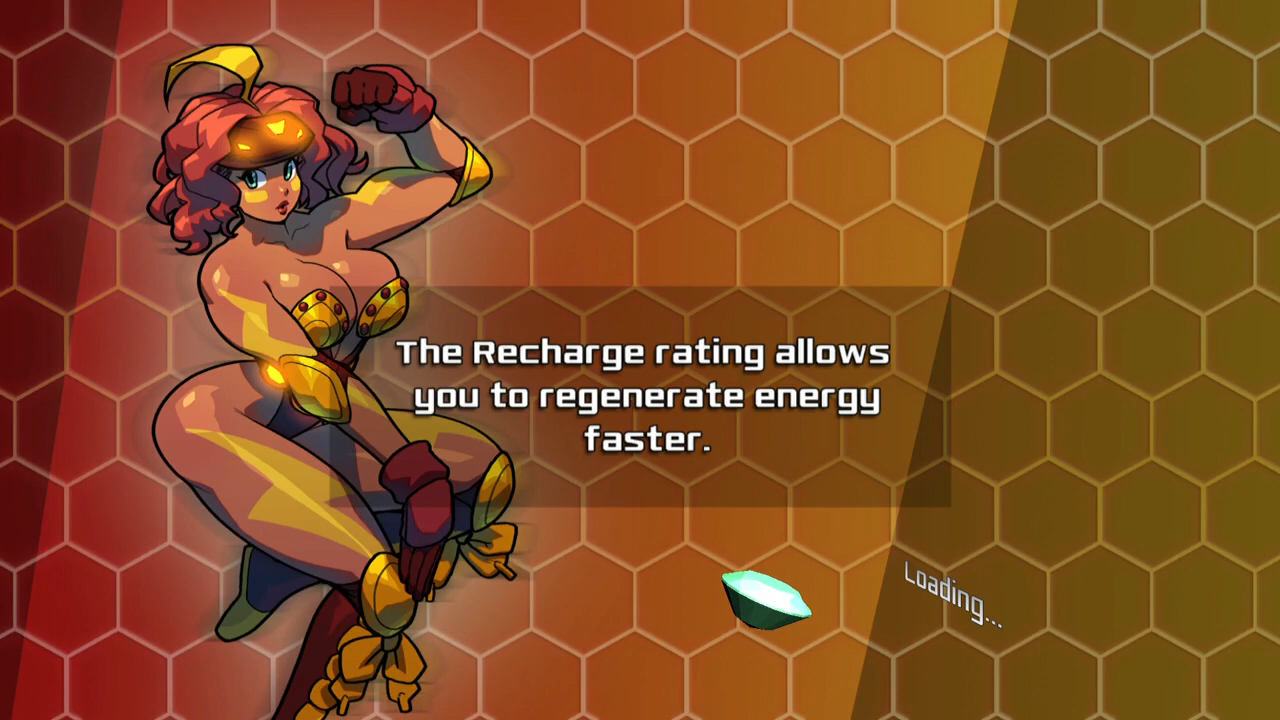 The Recharge rating allows
you to regenerate energy
faster.
Loading...